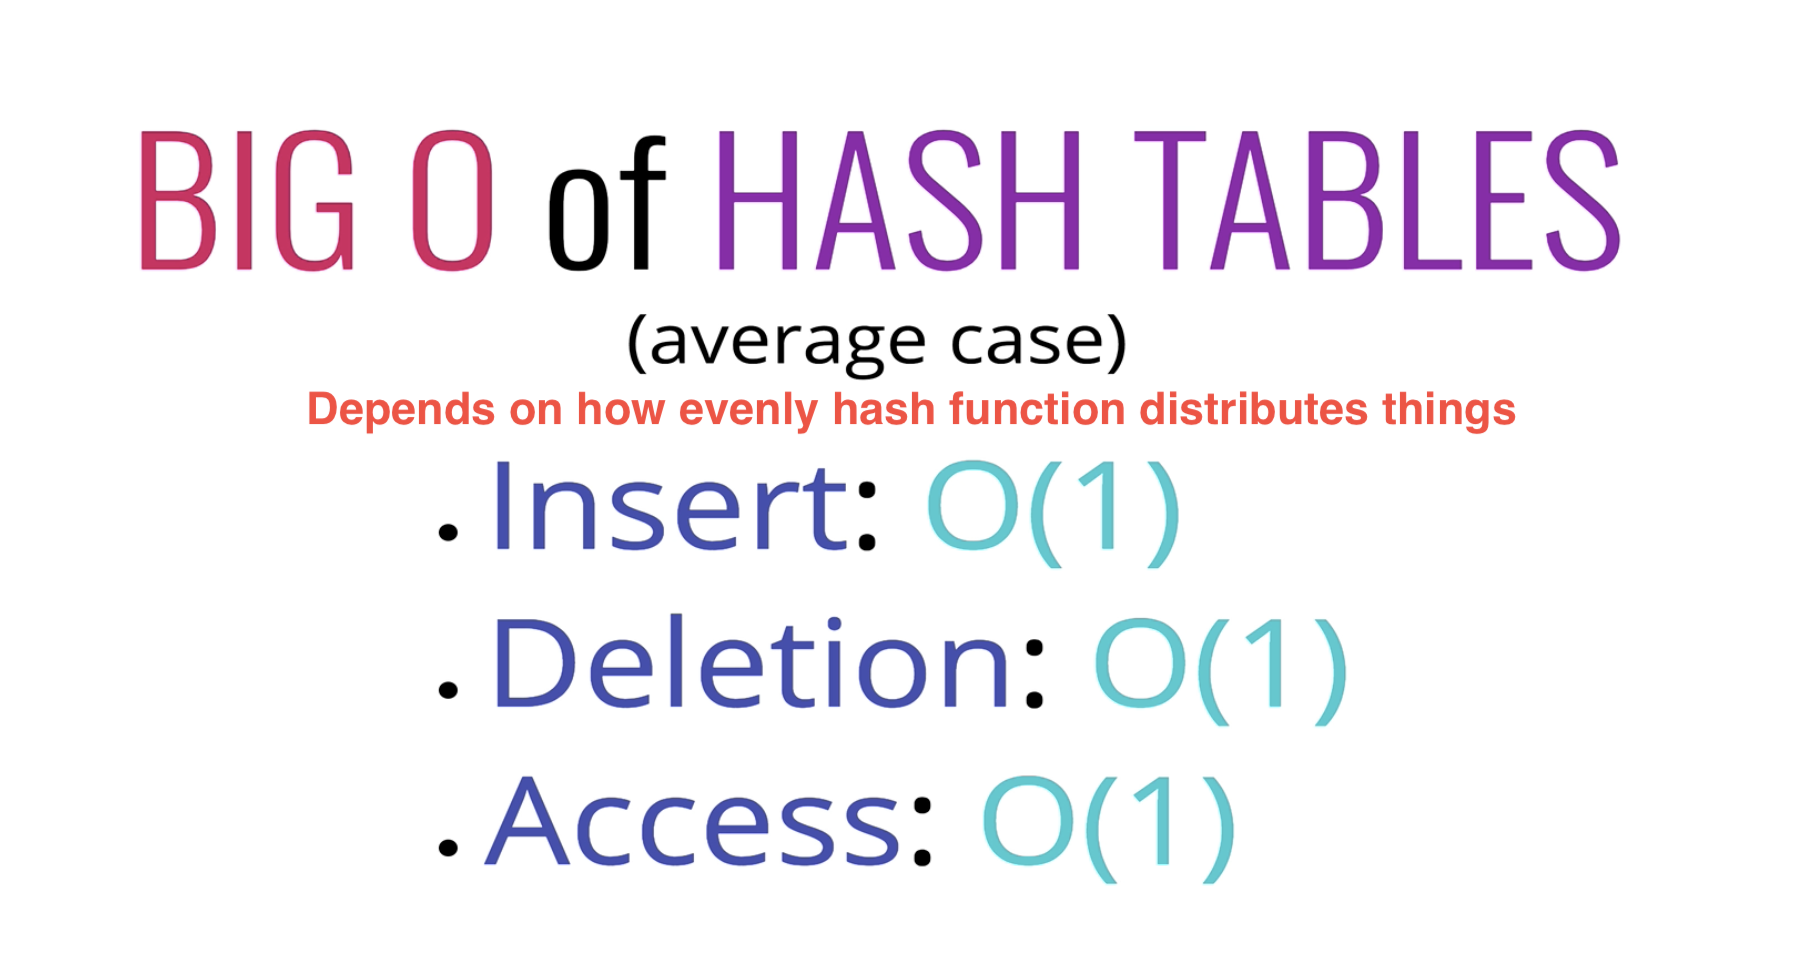 BIG O of HASH TABLES
(average case)
Depends on how evenly hash function distributes things
• Insert: O(1)
• Deletion: O(1)
• Access: O(1)